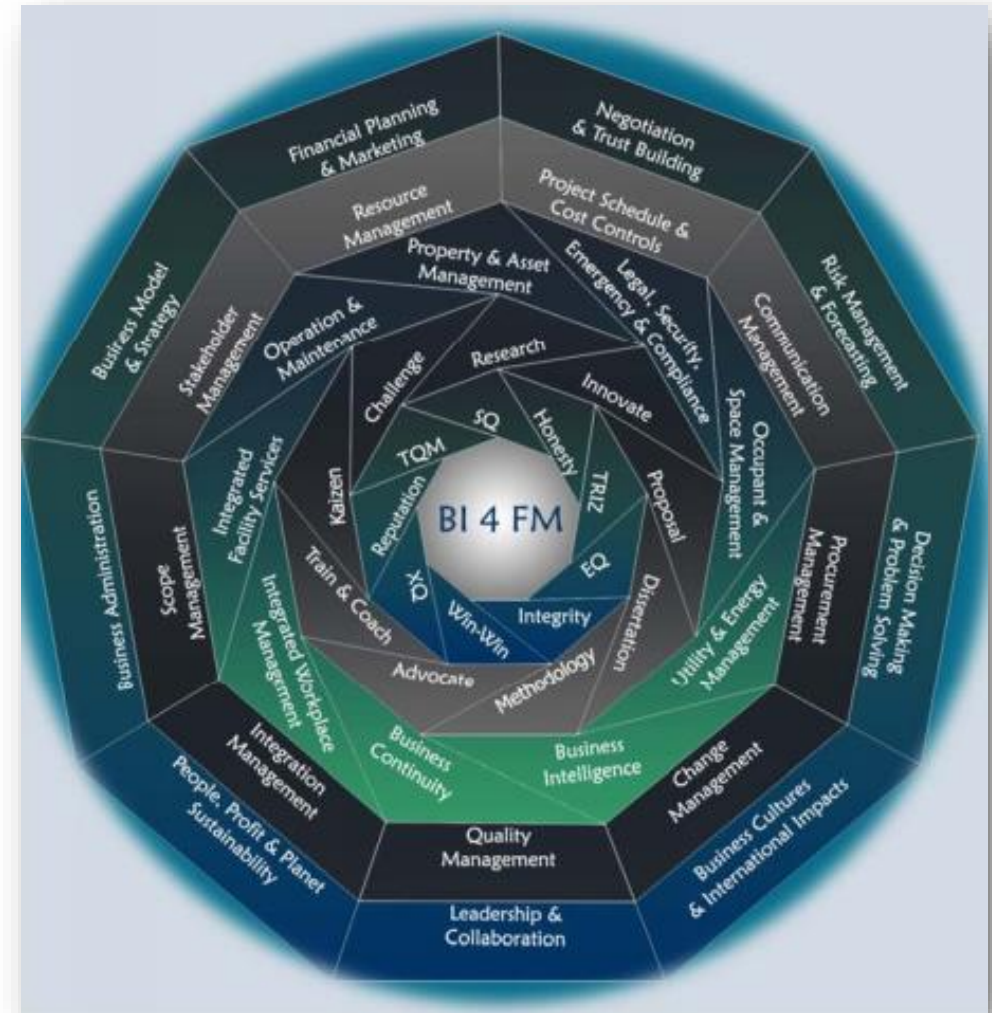 Financial Planning
& Marketing
Negotiation
& Trust Building
Risk Management
& Forecasting
Decision Making
& Problem Solving
Business Cultures
& International Impacts
Leadership &
Collaboration
People, Profit & Planet
Sustainability
Business Administration
Business Model
& Strategy
Resource
Management
Project Schedule &
Cost Controls
Communication
Management
Procurement
Management
Change
Management
Quality
Management
Integration
Management
Scope
Management
Stakeholder
Management
Property & Asset
Management
Legal, Security,
Emergency & Compliance
Occupant &
Space Management
Utility & Energy
Management
Business
Intelligence
Business
Continuity
Integrated Workplace
Management
Integrated
Facility Services
Operation &
Maintenance
Challenge
Research
Innovate
Proposal
Dissertation
Methodology
Advocate
Train & Coach
Kaizen
SQ
Honesty
TRIZ
EQ
Integrity
Win-Win
XQ
Reputation
TQM
BI 4 FM